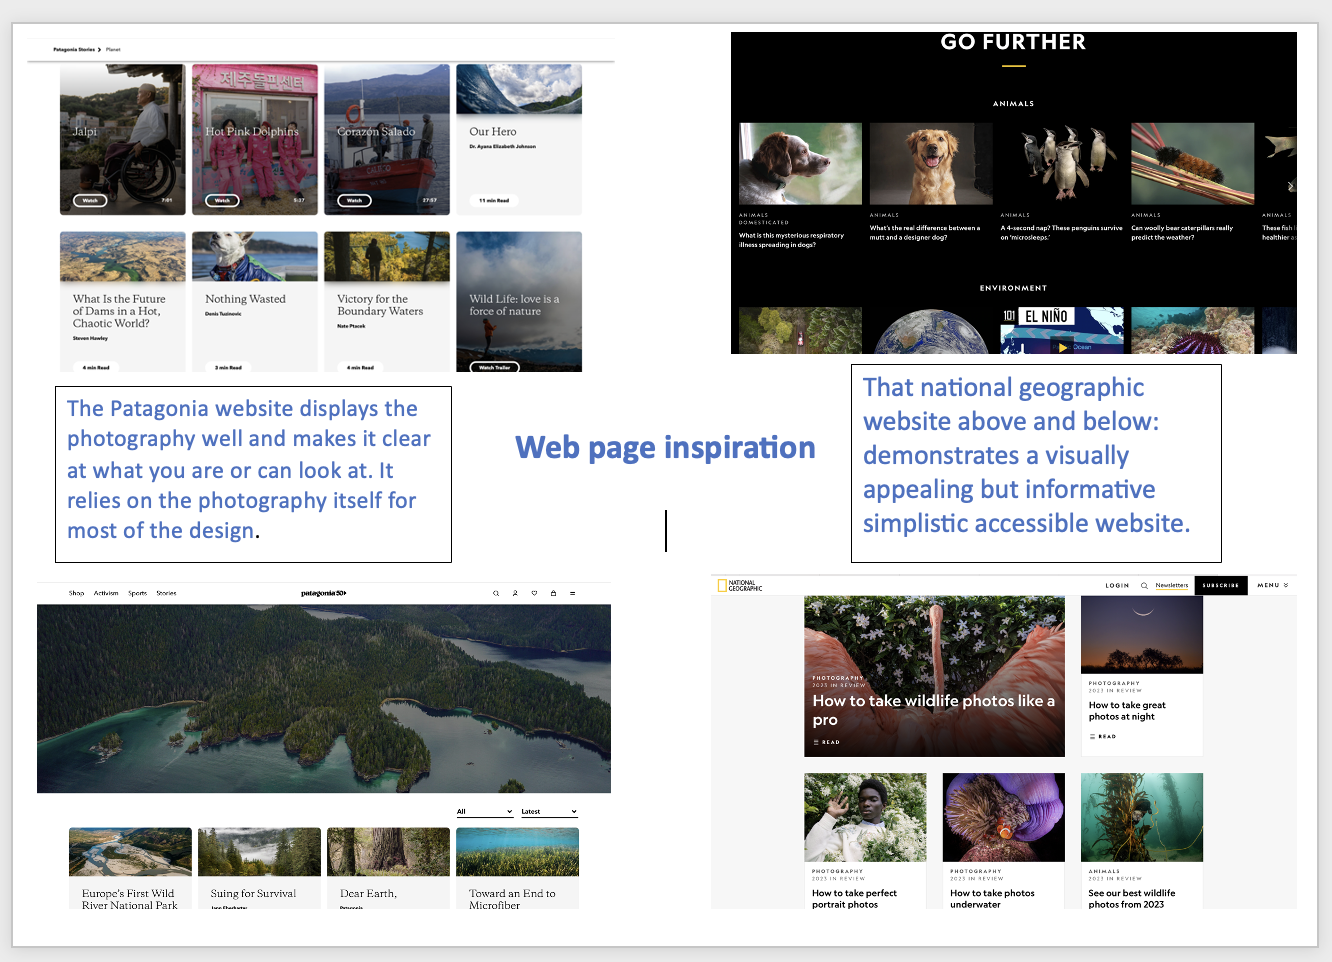 Patagonia Stories > Planet
Jalpi
Watch
7:01
Hot Pink Dolphins
제주돌판센터
Watch
5:37
Corazón Salado
Watch
27:57
Our Hero
Dr. Ayana Elizabeth Johnson
11 min Read
What Is the Future
of Dams in a Hot,
Chaotic World?
Steven Hawley
4 min Read
Nothing Wasted
3 min Read
Victory for the
Boundary Waters
Nate Ptacek
4 min Read
Wild Life: love is a
force of nature
Watch Trailer
GO FURTHER
ANIMALS
ANIMALS
DOMESTICATED
What is this mysterious respiratory
illness spreading in dogs?
ANIMALS
What's the real difference between a
mutt and a designer dog?
ANIMALS
A 4-second nap? These penguins survive
on 'microsleeps.'
ANIMALS
Can woolly bear caterpillars really
predict the weather?
ANIMALS
These fish
healthier
ENVIRONMENT
101 EL NIÑO
Ocean
The Patagonia website displays the
photography well and makes it clear
at what you are or can look at. It
relies on the photography itself for
most of the design.
Web page inspiration
That national geographic
website above and below:
demonstrates a visually
appealing but informative
simplistic accessible website.
Shop Activism Sports Stories
patagonia 50
All
Latest
Europe's First Wild
River National Park
Suing for Survival
Dear Earth,
Patagonia
Toward an End to
Microfiber
NATIONAL
GEOGRAPHIC
LOGIN
Newsletters
SUBSCRIBE
MENU
PHOTOGRAPHY
2023 IN REVIEW
How to take wildlife photos like a
pro
READ
PHOTOGRAPHY
2023 IN REVIEW
How to take great
photos at night
READ
PHOTOGRAPHY
2023 IN REVIEW
How to take perfect
portrait photos
PHOTOGRAPHY
2023 IN REVIEW
How to take photos
underwater
ANIMALS
2023 IN REVIEW
See our best wildlife
photos from 2023